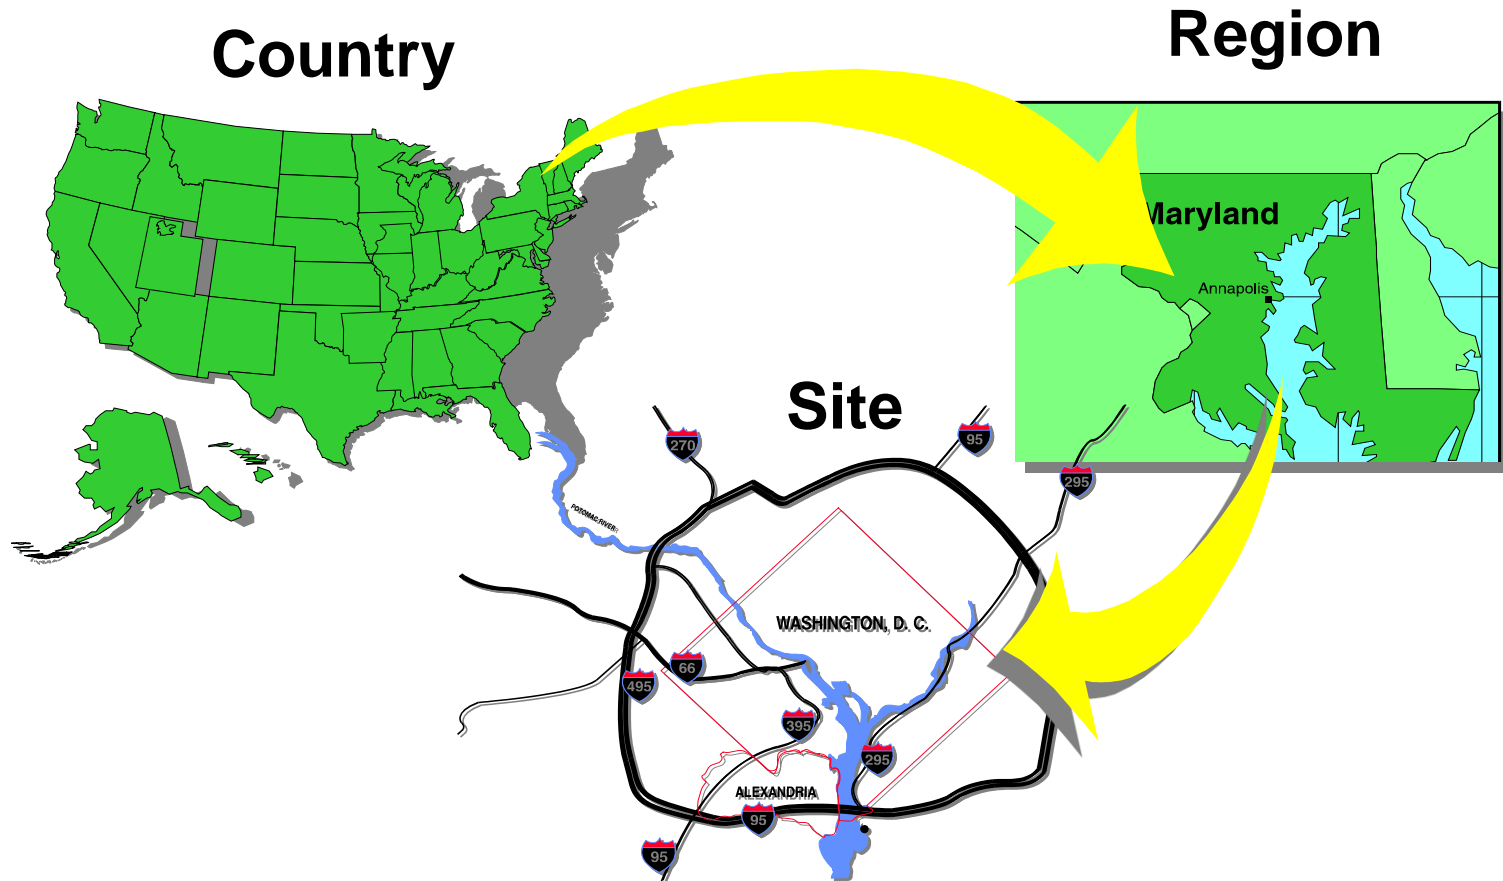 Country
Region
Maryland
Annapolis
Site
270
95
295
POTOMAC RIVER
WASHINGTON, D. C.
66
495
395
295
ALEXANDRIA
95
95